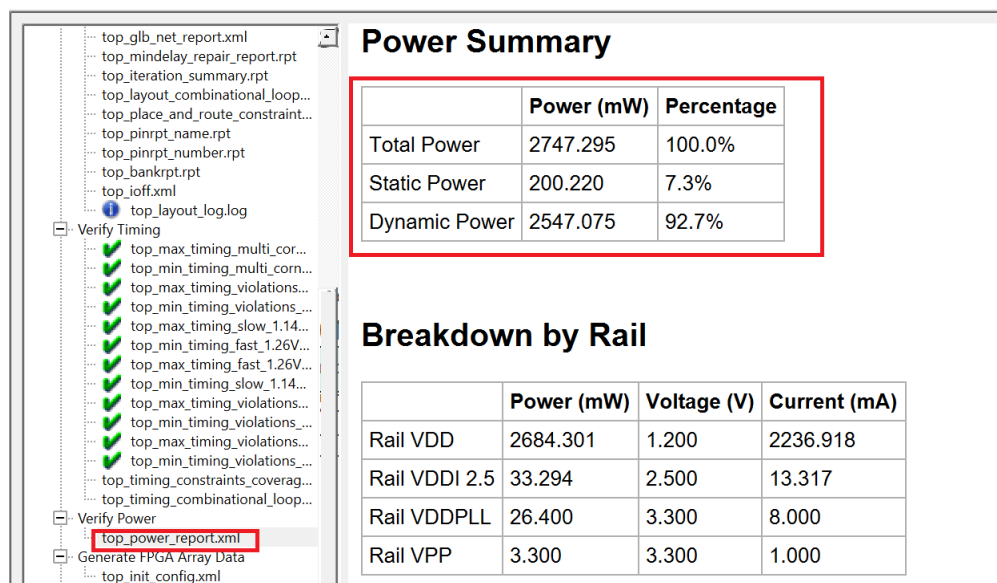 top_glb_net_report.xml
top_mindelay_repair_report.rpt
top_iteration_summary.rpt
top_layout_combinational_loop...
top_place_and_route_constraint...
top_pinrpt_name.rpt
top_pinrpt_number.rpt
top_bankrpt.rpt
top_ioff.xml
top_layout_log.log
Verify Timing
top_max_timing_multi_cor...
top_min_timing_multi_corn...
top_max_timing_violations...
top_min_timing_violations_...
top_max_timing_slow_1.14...
top_min_timing_fast_1.26V...
top_max_timing_fast_1.26V...
top_min_timing_slow_1.14...
top_max_timing_violations...
top_min_timing_violations_...
top_max_timing_violations...
top_min_timing_violations_...
top_timing_constraints_coverag...
top_timing_combinational_loop...
Verify Power
top_power_report.xml
Generate FPGA Array Data
top_init_config.xml
Power Summary
Power (mW) Percentage
Total Power 2747.295 100.0%
Static Power 200.220 7.3%
Dynamic Power 2547.075 92.7%
Breakdown by Rail
Power (mW) Voltage (V) Current (mA)
Rail VDD 2684.301 1.200 2236.918
Rail VDDI 2.5 33.294 2.500 13.317
Rail VDDPLL 26.400 3.300 8.000
Rail VPP 3.300 3.300 1.000